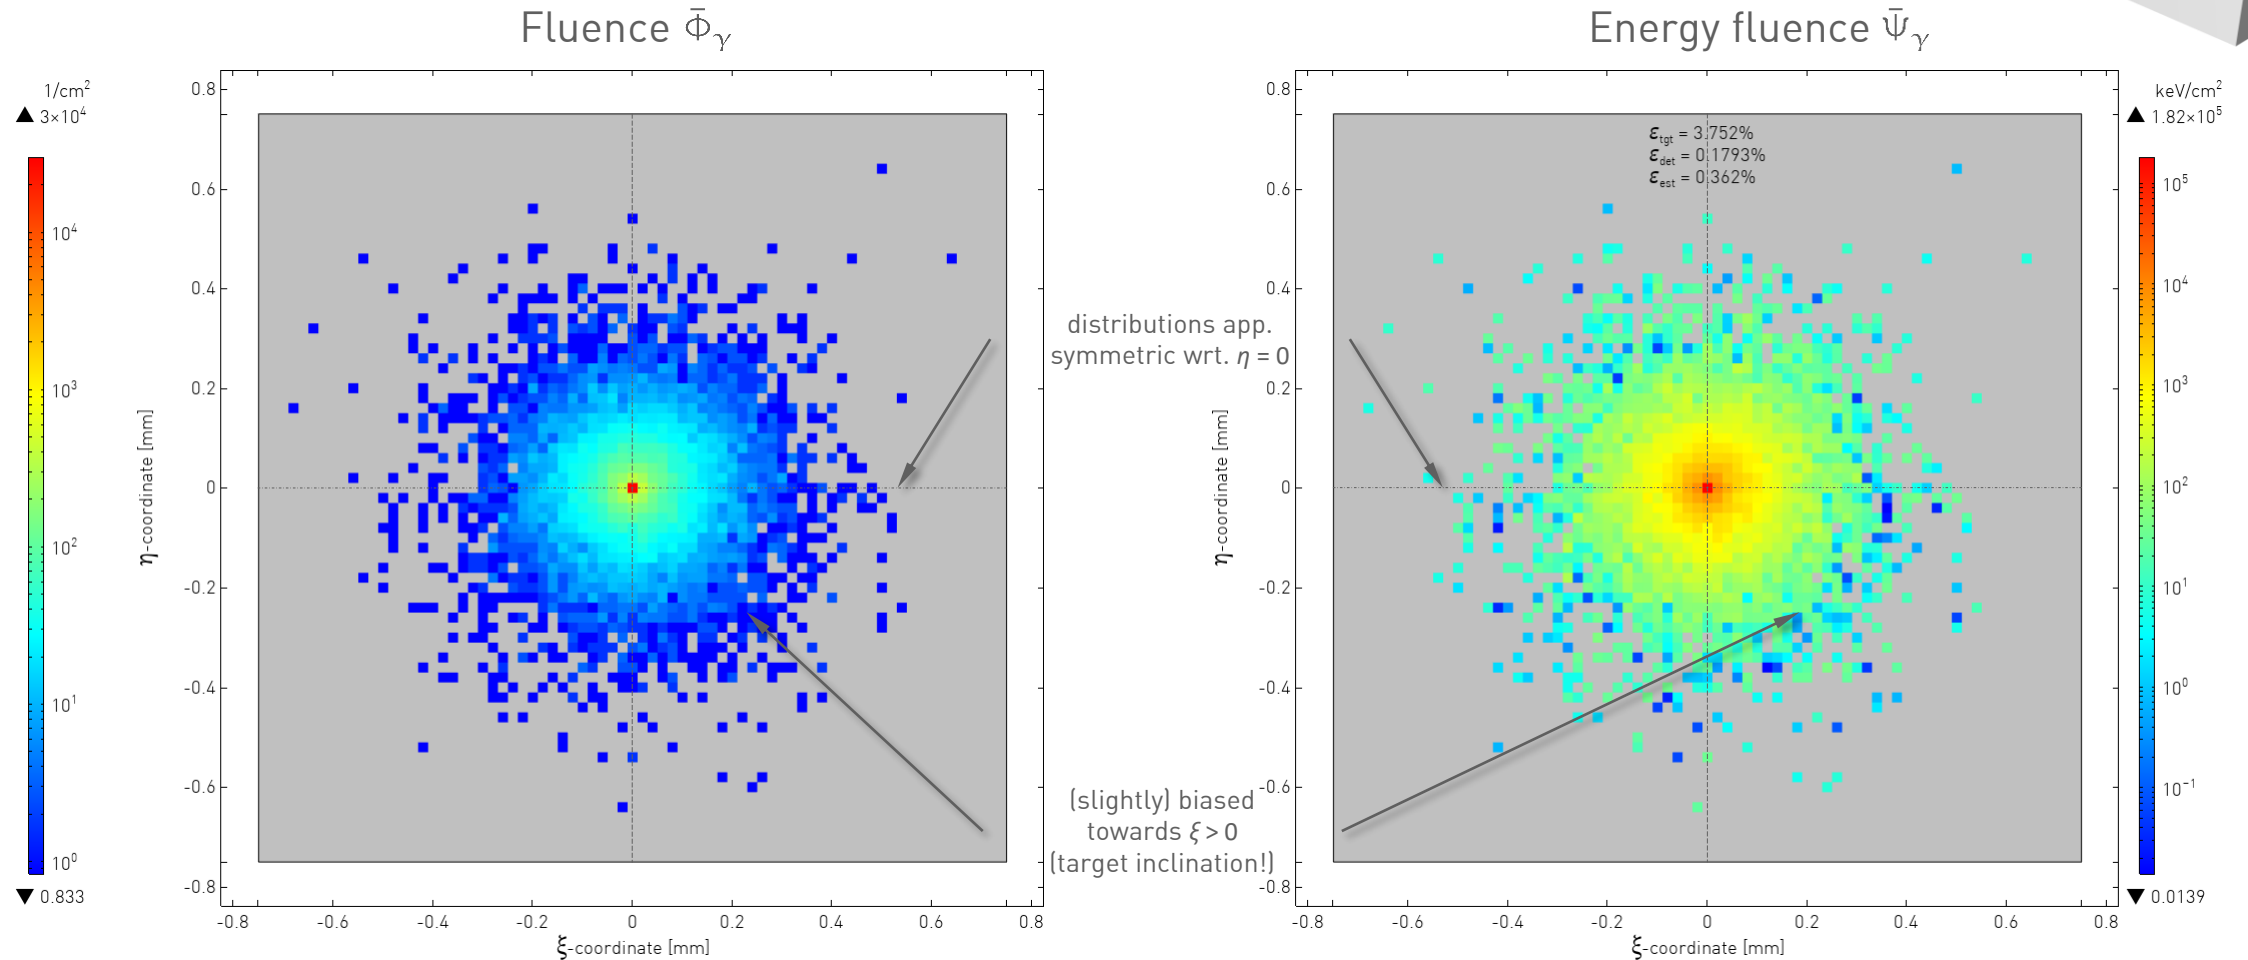 Fluence Φ̄γ
Energy fluence Ψ̄γ
1/cm²
▲ 3×10⁴
10⁴
10³
10²
10¹
10⁰
▼ 0.833
0.8
0.6
0.4
0.2
0
-0.2
-0.4
-0.6
-0.8
η-coordinate [mm]
-0.8 -0.6 -0.4 -0.2 0 0.2 0.4 0.6 0.8
ξ-coordinate [mm]
distributions app.
symmetric wrt. η = 0
(slightly) biased
towards ξ > 0
(target inclination!)
0.8
0.6
0.4
0.2
0
-0.2
-0.4
-0.6
-0.8
η-coordinate [mm]
εtgt = 3.752%
εdet = 0.1793%
εest = 0.362%
-0.8 -0.6 -0.4 -0.2 0 0.2 0.4 0.6 0.8
ξ-coordinate [mm]
keV/cm²
▲ 1.82×10⁵
10⁵
10⁴
10³
10²
10¹
10⁰
10⁻¹
▼ 0.0139